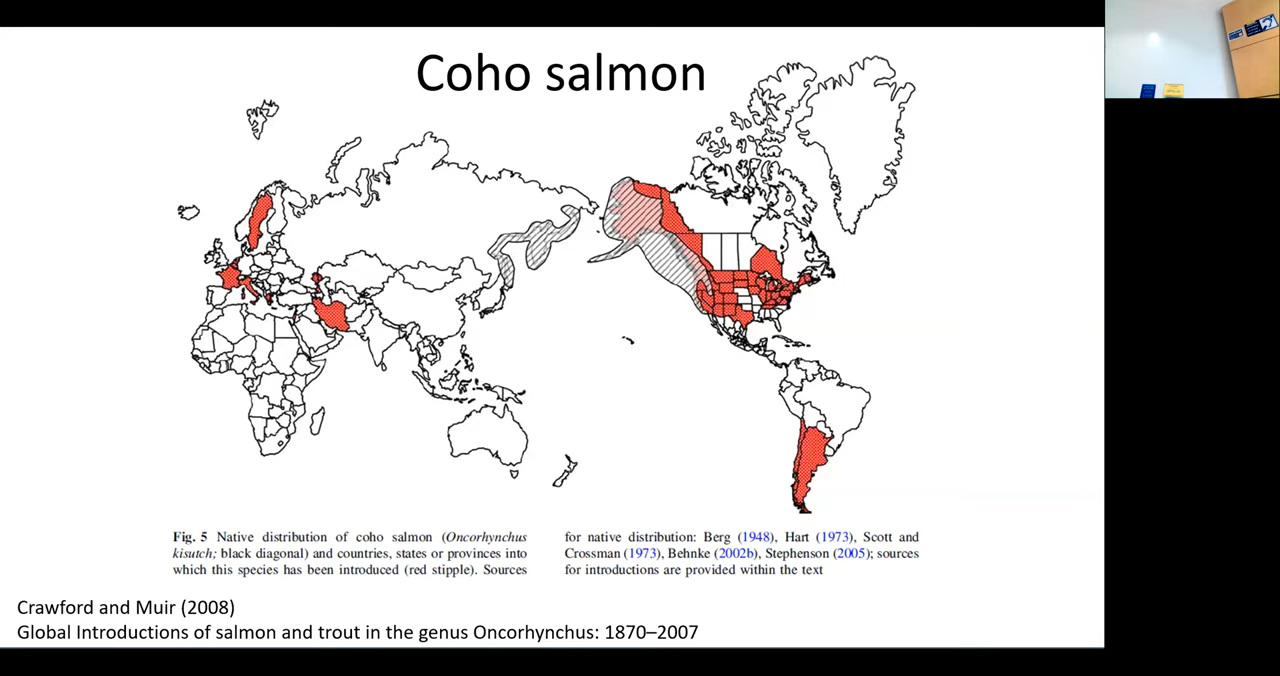 Coho salmon
Fig. 5 Native distribution of coho salmon (Oncorhynchus
kisutch; black diagonal) and countries, states or provinces into
which this species has been introduced (red stipple). Sources
for native distribution: Berg (1948), Hart (1973), Scott and
Crossman (1973), Behnke (2002b), Stephenson (2005); sources
for introductions are provided within the text
Crawford and Muir (2008)
Global Introductions of salmon and trout in the genus Oncorhynchus: 1870–2007